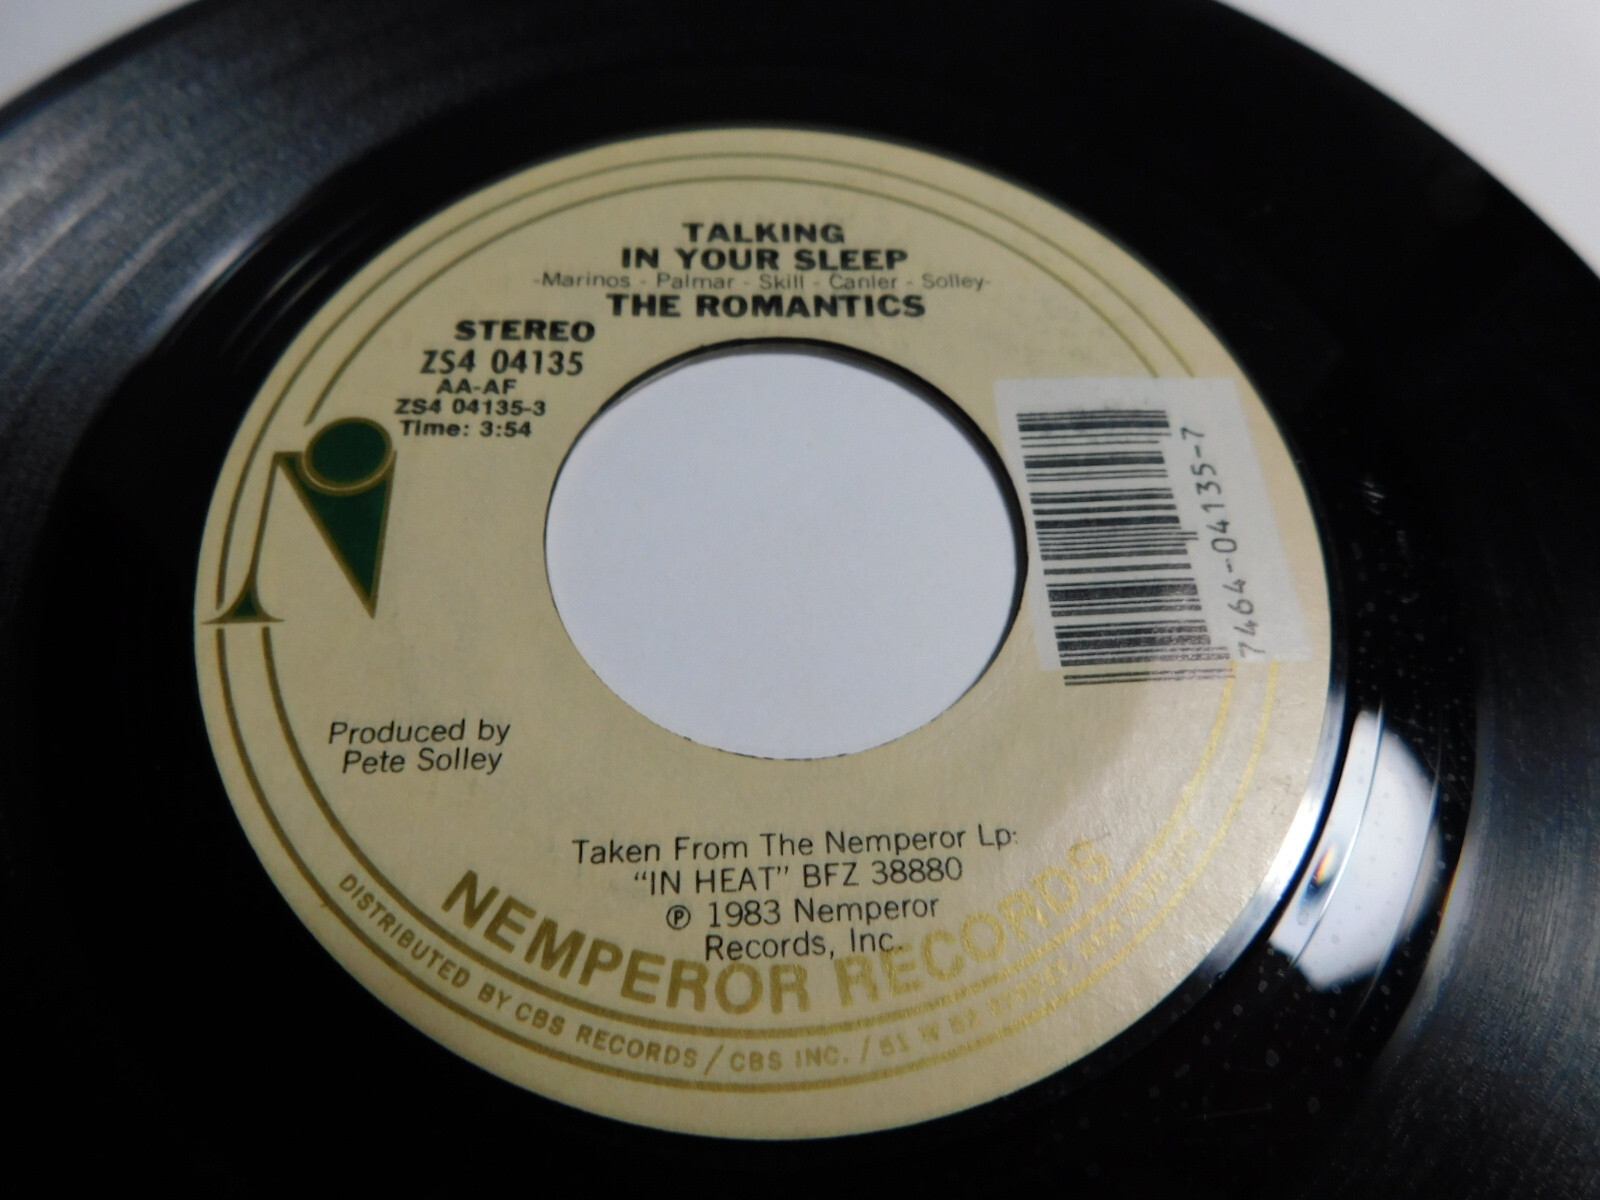 TALKING
IN YOUR SLEEP
-Marinos - Palmar - Skill - Canler - Solley-
THE ROMANTICS
STEREO
ZS4 04135
AA-AF
ZS4 04135-3
Time: 3:54
7464-04135-7
Produced by
Pete Solley
Taken From The Nemperor Lp:
"IN HEAT" BFZ 38880
Ⓟ 1983 Nemperor
Records, Inc.
NEMPEROR RECORDS
DISTRIBUTED BY CBS RECORDS / CBS INC. / 51 W 52 STREET,